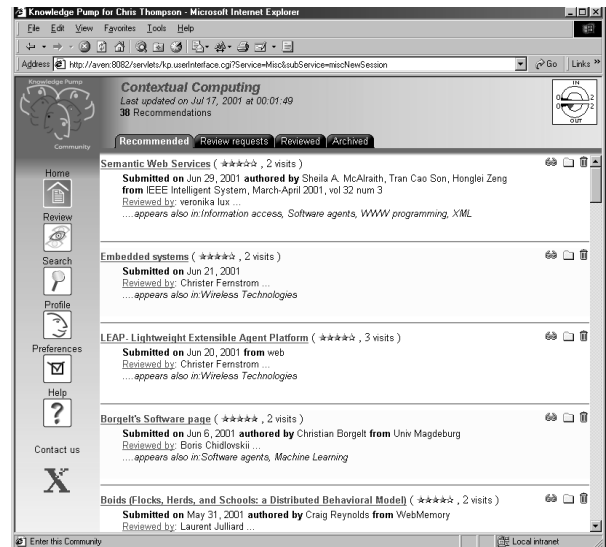 Knowledge Pump for Chris Thompson - Microsoft Internet Explorer
File Edit View Favorites Tools Help
Address http://aven:8082/servlets/kp.userInterface.cgi?Service=Misc&subService=miscNewSession Go Links »
Knowledge Pump
Community
Contextual Computing
Last updated on Jul 17, 2001 at 00:01:49
38 Recommendations
IN
0 2
0 2
OUT
Recommended Review requests Reviewed Archived
Home
Review
Search
Profile
Preferences
Help
Contact us
X
Semantic Web Services ( ★★★★☆ , 2 visits )
Submitted on Jun 29, 2001 authored by Sheila A. McAlraith, Tran Cao Son, Honglei Zeng
from IEEE Intelligent System, March-April 2001, vol 32 num 3
Reviewed by: veronika lux ...
....appears also in:Information access, Software agents, WWW programming, XML
Embedded systems ( ★★★★☆ , 2 visits )
Submitted on Jun 21, 2001
Reviewed by: Christer Fernstrom ...
....appears also in:Wireless Technologies
LEAP- Lightweight Extensible Agent Platform ( ★★★★☆ , 3 visits )
Submitted on Jun 20, 2001 from web
Reviewed by: Christer Fernstrom ...
....appears also in:Wireless Technologies
Borgelt's Software page ( ★★★★★ , 2 visits )
Submitted on Jun 6, 2001 authored by Christian Borgelt from Univ Magdeburg
Reviewed by: Boris Chidlovskii ...
....appears also in:Software agents, Machine Learning
Boids (Flocks, Herds, and Schools: a Distributed Behavioral Model) ( ★★★★☆ , 2 visits )
Submitted on May 31, 2001 authored by Craig Reynolds from WebMemory
Reviewed by: Laurent Julliard ...
Enter this Community
Local intranet